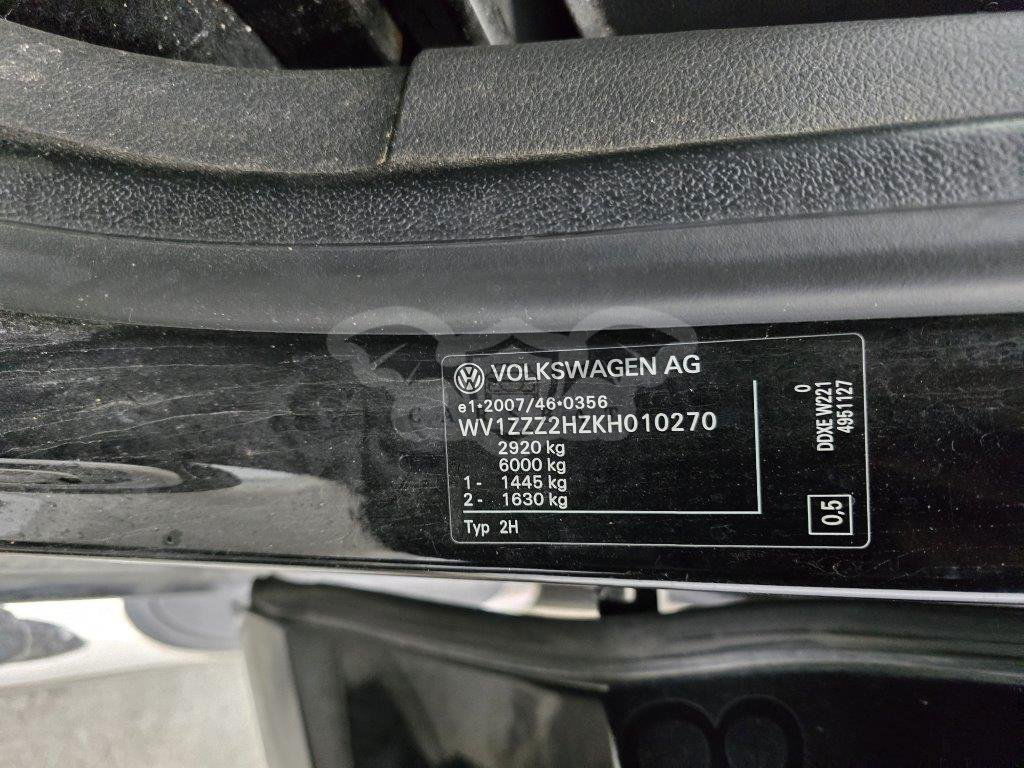 VOLKSWAGEN AG
e1*2007/46*0356
WV1ZZZ2HZKH010270
2920 kg
6000 kg
1- 1445 kg
2- 1630 kg
Typ 2H
0
DDXE W221
4951127
0,5